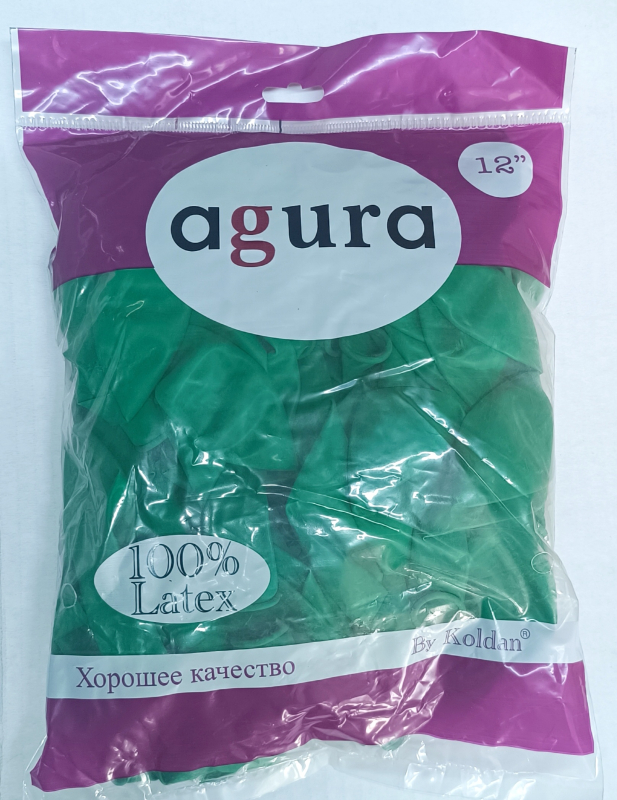 12”
agura
100%
Latex
By Koldan®
Хорошее качество